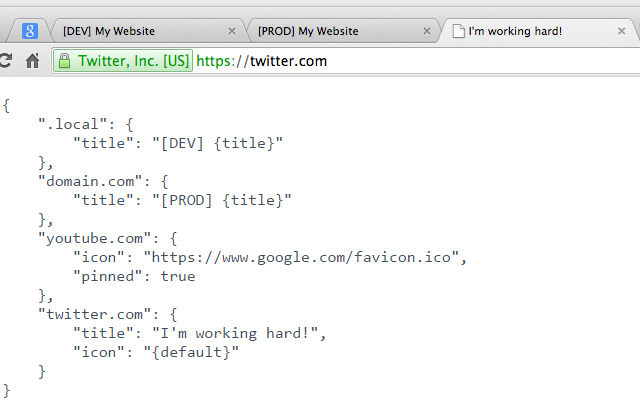 [DEV] My Website
[PROD] My Website
I'm working hard!
Twitter, Inc. [US] https://twitter.com
{
    ".local": {
        "title": "[DEV] {title}"
    },
    "domain.com": {
        "title": "[PROD] {title}"
    },
    "youtube.com": {
        "icon": "https://www.google.com/favicon.ico",
        "pinned": true
    },
    "twitter.com": {
        "title": "I'm working hard!",
        "icon": "{default}"
    }
}